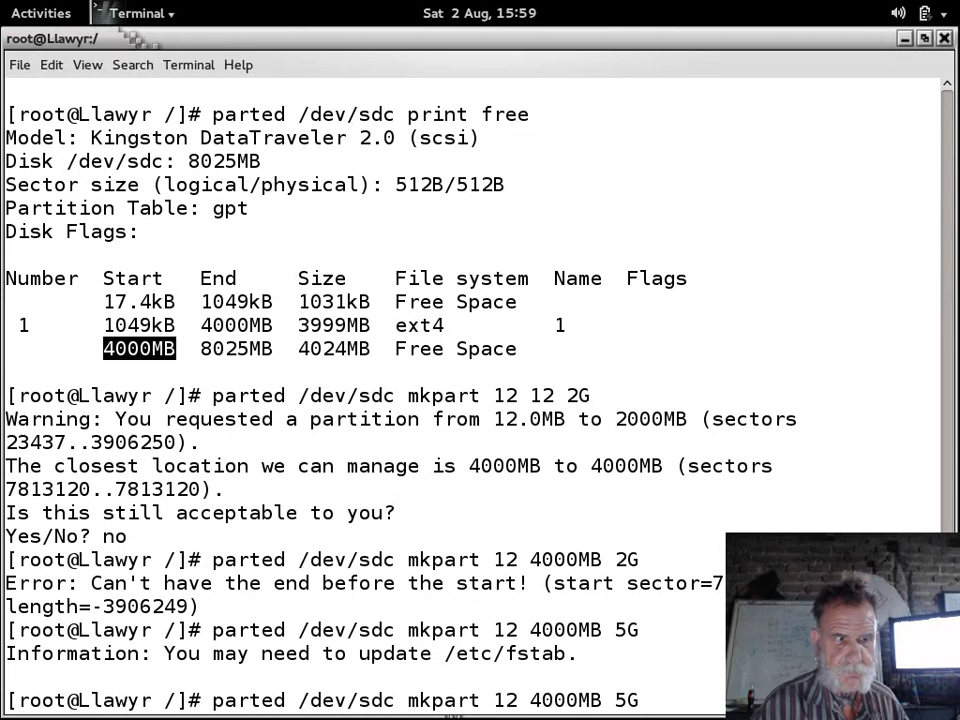 Activities Terminal Sat 2 Aug, 15:59
root@Llawyr:/
File Edit View Search Terminal Help
[root@Llawyr /]# parted /dev/sdc print free
Model: Kingston DataTraveler 2.0 (scsi)
Disk /dev/sdc: 8025MB
Sector size (logical/physical): 512B/512B
Partition Table: gpt
Disk Flags:
Number Start End Size File system Name Flags
17.4kB 1049kB 1031kB Free Space
1 1049kB 4000MB 3999MB ext4 1
4000MB 8025MB 4024MB Free Space
[root@Llawyr /]# parted /dev/sdc mkpart 12 12 2G
Warning: You requested a partition from 12.0MB to 2000MB (sectors
23437..3906250).
The closest location we can manage is 4000MB to 4000MB (sectors
7813120..7813120).
Is this still acceptable to you?
Yes/No? no
[root@Llawyr /]# parted /dev/sdc mkpart 12 4000MB 2G
Error: Can't have the end before the start! (start sector=7
length=-3906249)
[root@Llawyr /]# parted /dev/sdc mkpart 12 4000MB 5G
Information: You may need to update /etc/fstab.
[root@Llawyr /]# parted /dev/sdc mkpart 12 4000MB 5G